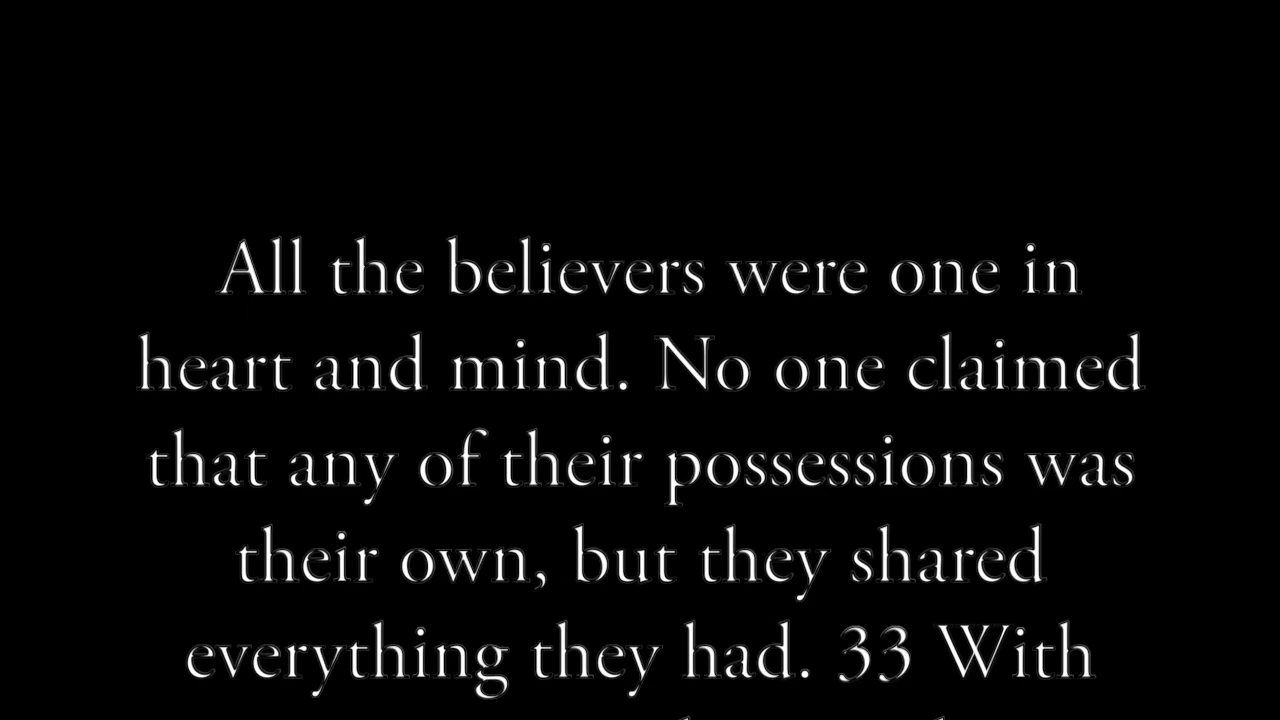 All the believers were one in
heart and mind. No one claimed
that any of their possessions was
their own, but they shared
everything they had. 33 With